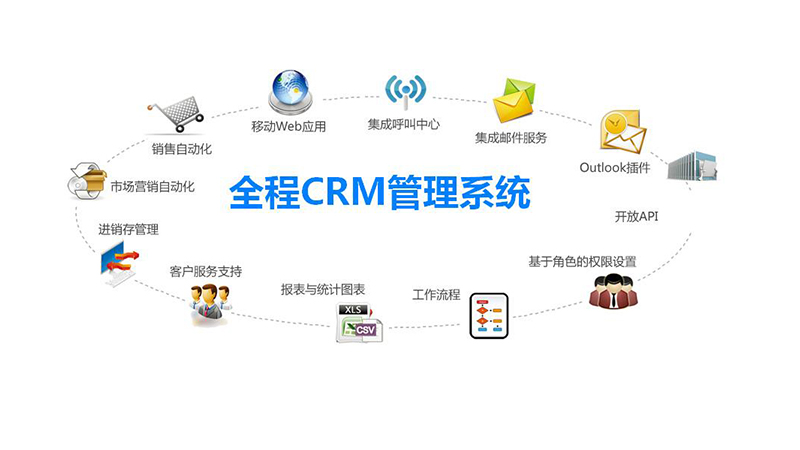 移动Web应用
集成呼叫中心
集成邮件服务
销售自动化
Outlook插件
市场营销自动化
全程CRM管理系统
开放API
进销存管理
基于角色的权限设置
客户服务支持
报表与统计图表
工作流程
XLS
CSV